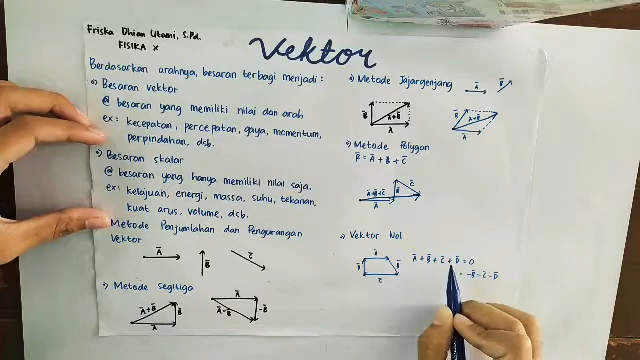 Friska Dhian Utami, S.Pd.
FISIKA X
Vektor
Berdasarkan arahnya, besaran terbagi menjadi :
•) Besaran vektor
@ besaran yang memiliki nilai dan arah
ex : kecepatan, percepatan, gaya, momentum,
perpindahan, dsb.
•) Besaran skalar
@ besaran yang hanya memiliki nilai saja.
ex : kelajuan, energi, massa, suhu, tekanan,
kuat arus, volume, dcb.
Metode Penjumlahan dan Pengurangan
Vektor
A B C
•) Metode segitiga
A+B B A
A A-B -B
•) Metode Jajargenjang A B
B A+B A
B A+B A
•) Metode Polygon
R = A + B + C
A+B+C B C
A
•) Vektor Nol
A B C D
A + B + C + D = 0
= -B - C - D